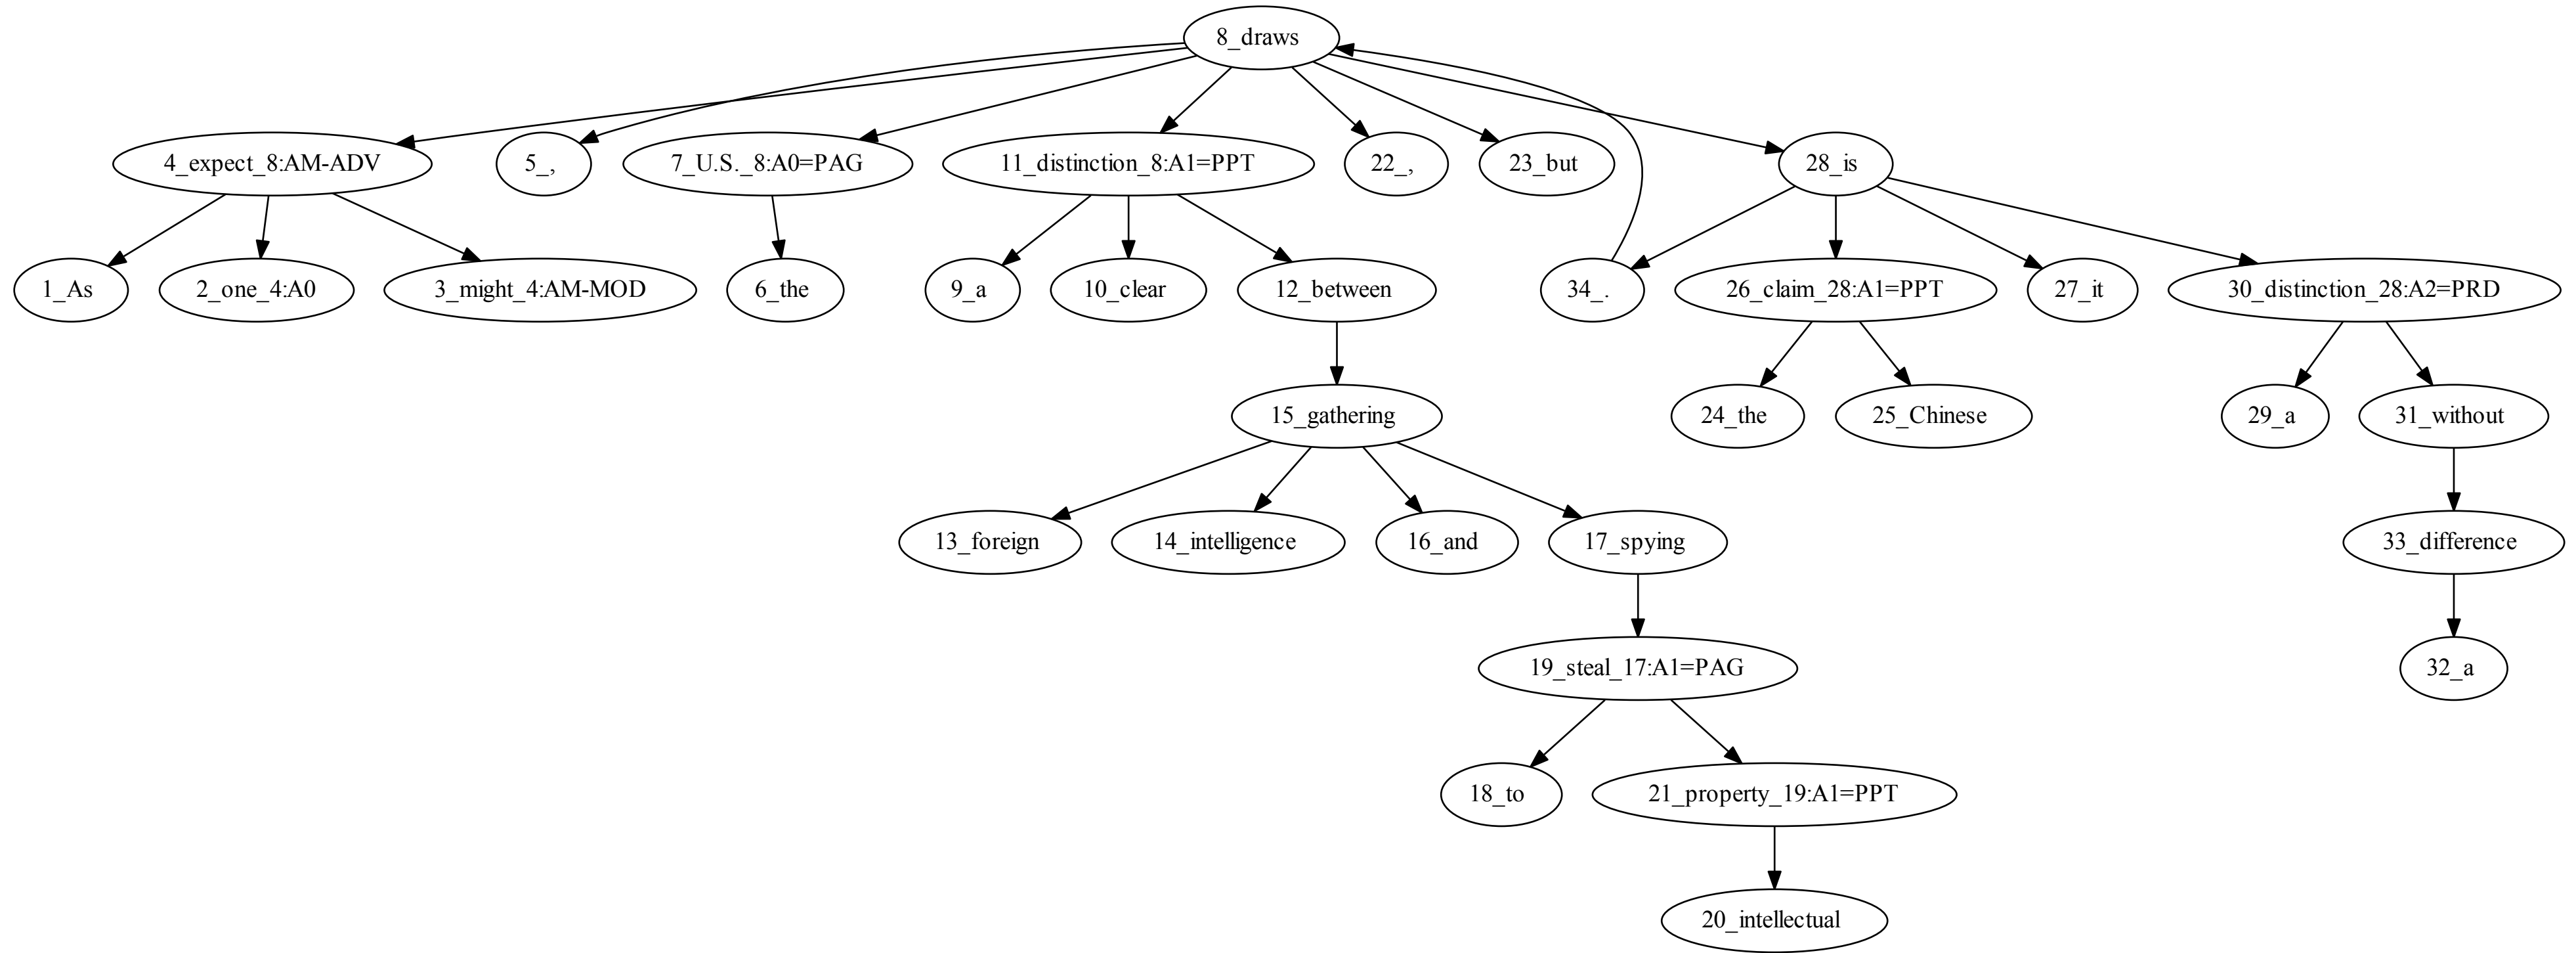 8_draws
4_expect_8:AM-ADV
5_,
7_U.S._8:A0=PAG
11_distinction_8:A1=PPT
22_,
23_but
28_is
1_As
2_one_4:A0
3_might_4:AM-MOD
6_the
9_a
10_clear
12_between
34_.
26_claim_28:A1=PPT
27_it
30_distinction_28:A2=PRD
15_gathering
24_the
25_Chinese
29_a
31_without
13_foreign
14_intelligence
16_and
17_spying
33_difference
19_steal_17:A1=PAG
32_a
18_to
21_property_19:A1=PPT
20_intellectual